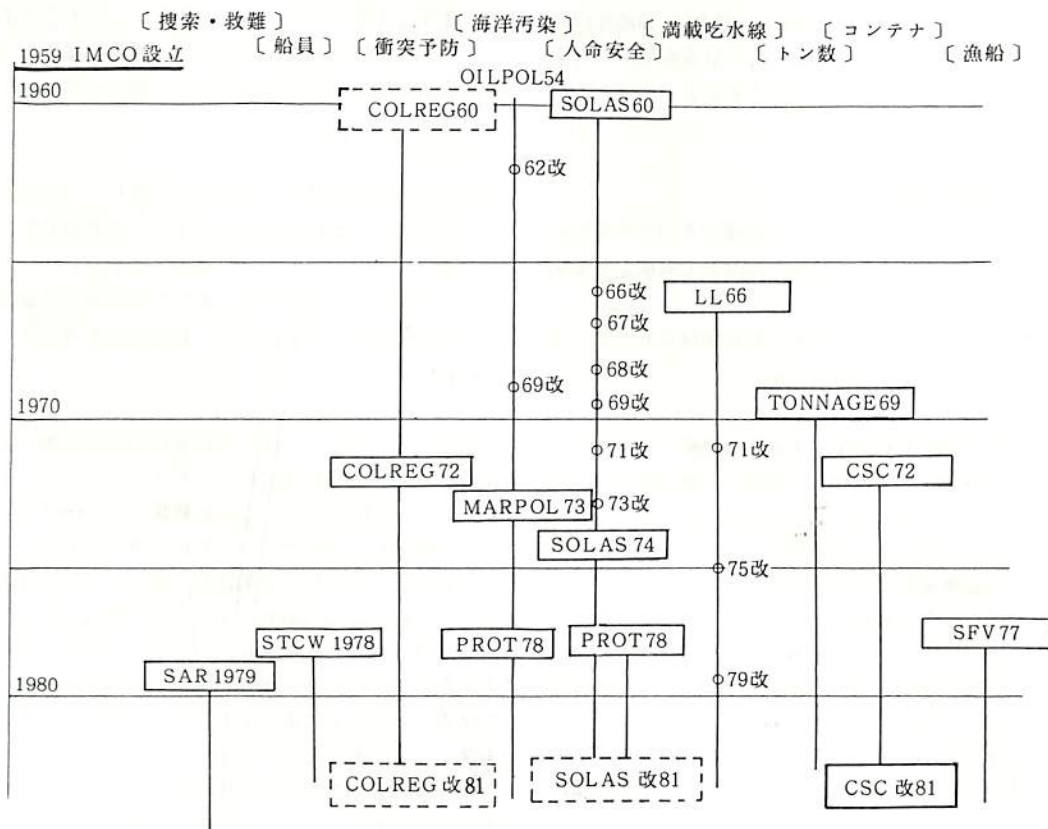 〔捜索・救難〕 〔海洋汚染〕 〔満載吃水線〕 〔コンテナ〕
〔船員〕 〔衝突予防〕 〔人命安全〕 〔トン数〕 〔漁船〕
1959 IMCO設立
OILPOL54
1960
COLREG60 SOLAS60
62改
66改 LL66
67改
68改
69改
69改
1970 TONNAGE69
71改 71改
COLREG72 CSC72
MARPOL73 73改
SOLAS74
75改
STCW1978 PROT78 PROT78 SFV77
SAR1979
79改
1980
COLREG改81 SOLAS改81 CSC改81